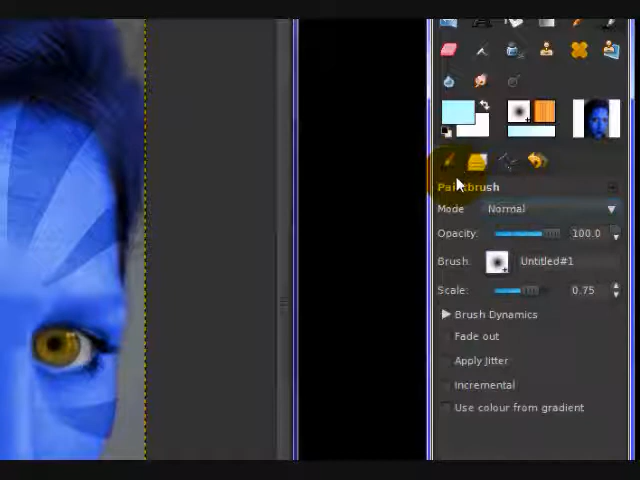 Paintbrush
Mode Normal
Opacity: 100.0
Brush: Untitled#1
Scale: 0.75
Brush Dynamics
Fade out
Apply Jitter
Incremental
Use colour from gradient